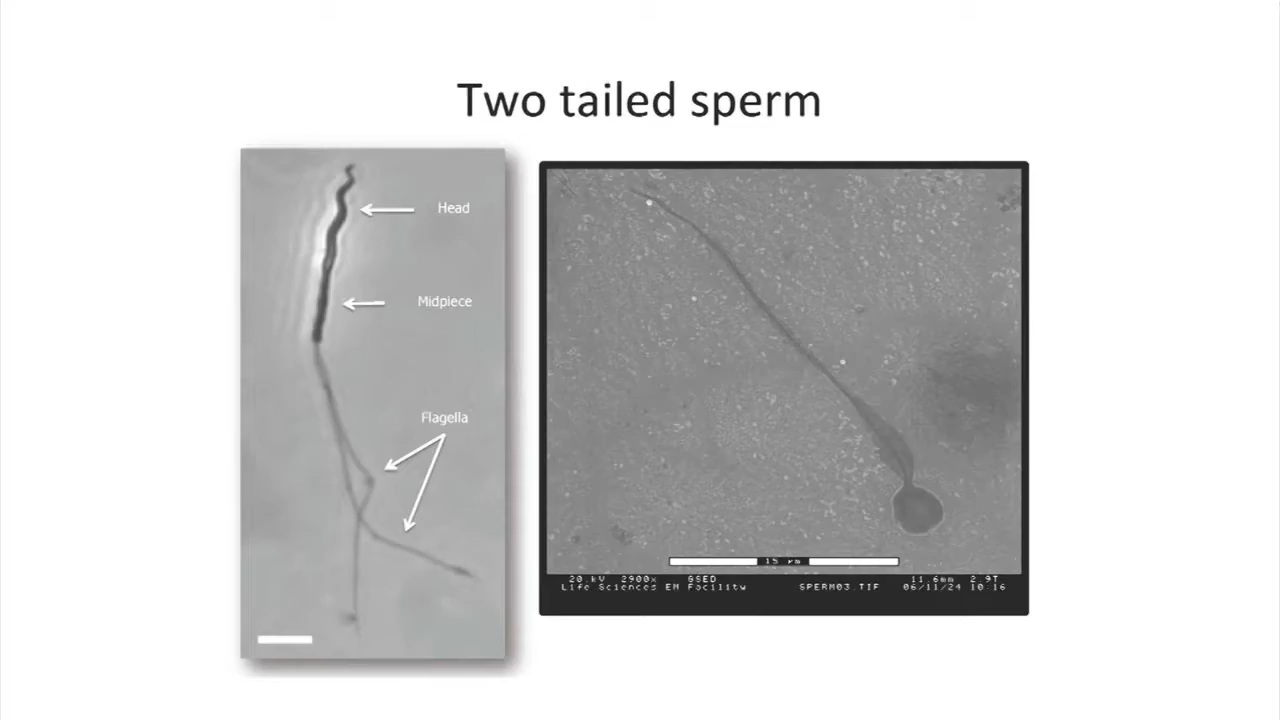 Two tailed sperm
Head
Midpiece
Flagella
15 µm
20.kV 2900x GSED 11.6mm 2.9T
Life Sciences EM Facility SPERM03.TIF 06/11/24 10:16